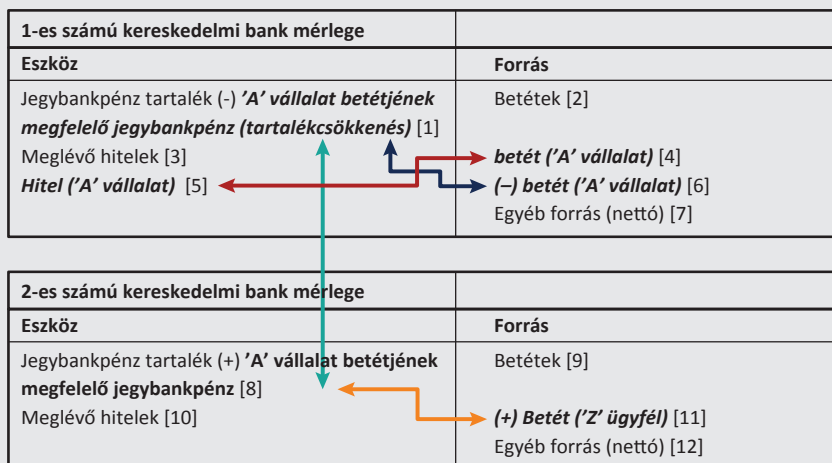 1-es számú kereskedelmi bank mérlege
Eszköz Forrás
Jegybankpénz tartalék (-) 'A' vállalat betétjének Betétek [2]
megfelelő jegybankpénz (tartalékcsökkenés) [1]
Meglévő hitelek [3] betét ('A' vállalat) [4]
Hitel ('A' vállalat) [5] (–) betét ('A' vállalat) [6]
Egyéb forrás (nettó) [7]
2-es számú kereskedelmi bank mérlege
Eszköz Forrás
Jegybankpénz tartalék (+) 'A' vállalat betétjének Betétek [9]
megfelelő jegybankpénz [8]
Meglévő hitelek [10] (+) Betét ('Z' ügyfél) [11]
Egyéb forrás (nettó) [12]